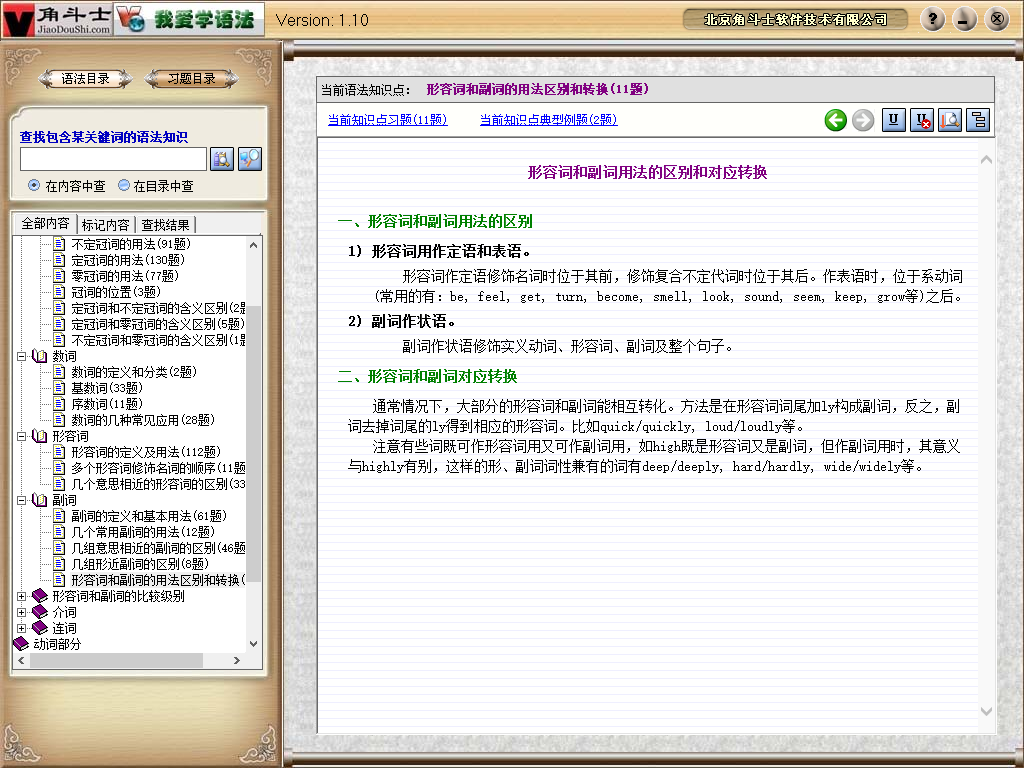 角斗士
JiaoDouShi.com
我爱学语法
Version: 1.10
北京角斗士软件技术有限公司
语法目录
习题目录
查找包含某关键词的语法知识
在内容中查
在目录中查
全部内容
标记内容
查找结果
不定冠词的用法(91题)
定冠词的用法(130题)
零冠词的用法(77题)
冠词的位置(3题)
定冠词和不定冠词的含义区别(2题
定冠词和零冠词的含义区别(5题)
不定冠词和零冠词的含义区别(1题
数词
数词的定义和分类(2题)
基数词(33题)
序数词(11题)
数词的几种常见应用(28题)
形容词
形容词的定义及用法(112题)
多个形容词修饰名词的顺序(11题
几个意思相近的形容词的区别(33
副词
副词的定义和基本用法(61题)
几个常用副词的用法(12题)
几组意思相近的副词的区别(46题
几组形近副词的区别(8题)
形容词和副词的用法区别和转换(
形容词和副词的比较级别
介词
连词
动词部分
当前语法知识点： 形容词和副词的用法区别和转换(11题)
当前知识点习题(11题)
当前知识点典型例题(2题)
形容词和副词用法的区别和对应转换
一、形容词和副词用法的区别
1) 形容词用作定语和表语。
形容词作定语修饰名词时位于其前，修饰复合不定代词时位于其后。作表语时，位于系动词
(常用的有：be, feel, get, turn, become, smell, look, sound, seem, keep, grow等)之后。
2) 副词作状语。
副词作状语修饰实义动词、形容词、副词及整个句子。
二、形容词和副词对应转换
通常情况下，大部分的形容词和副词能相互转化。方法是在形容词词尾加ly构成副词，反之，副
词去掉词尾的ly得到相应的形容词。比如quick/quickly, loud/loudly等。
注意有些词既可作形容词用又可作副词用，如high既是形容词又是副词，但作副词用时，其意义
与highly有别，这样的形、副词词性兼有的词有deep/deeply, hard/hardly, wide/widely等。